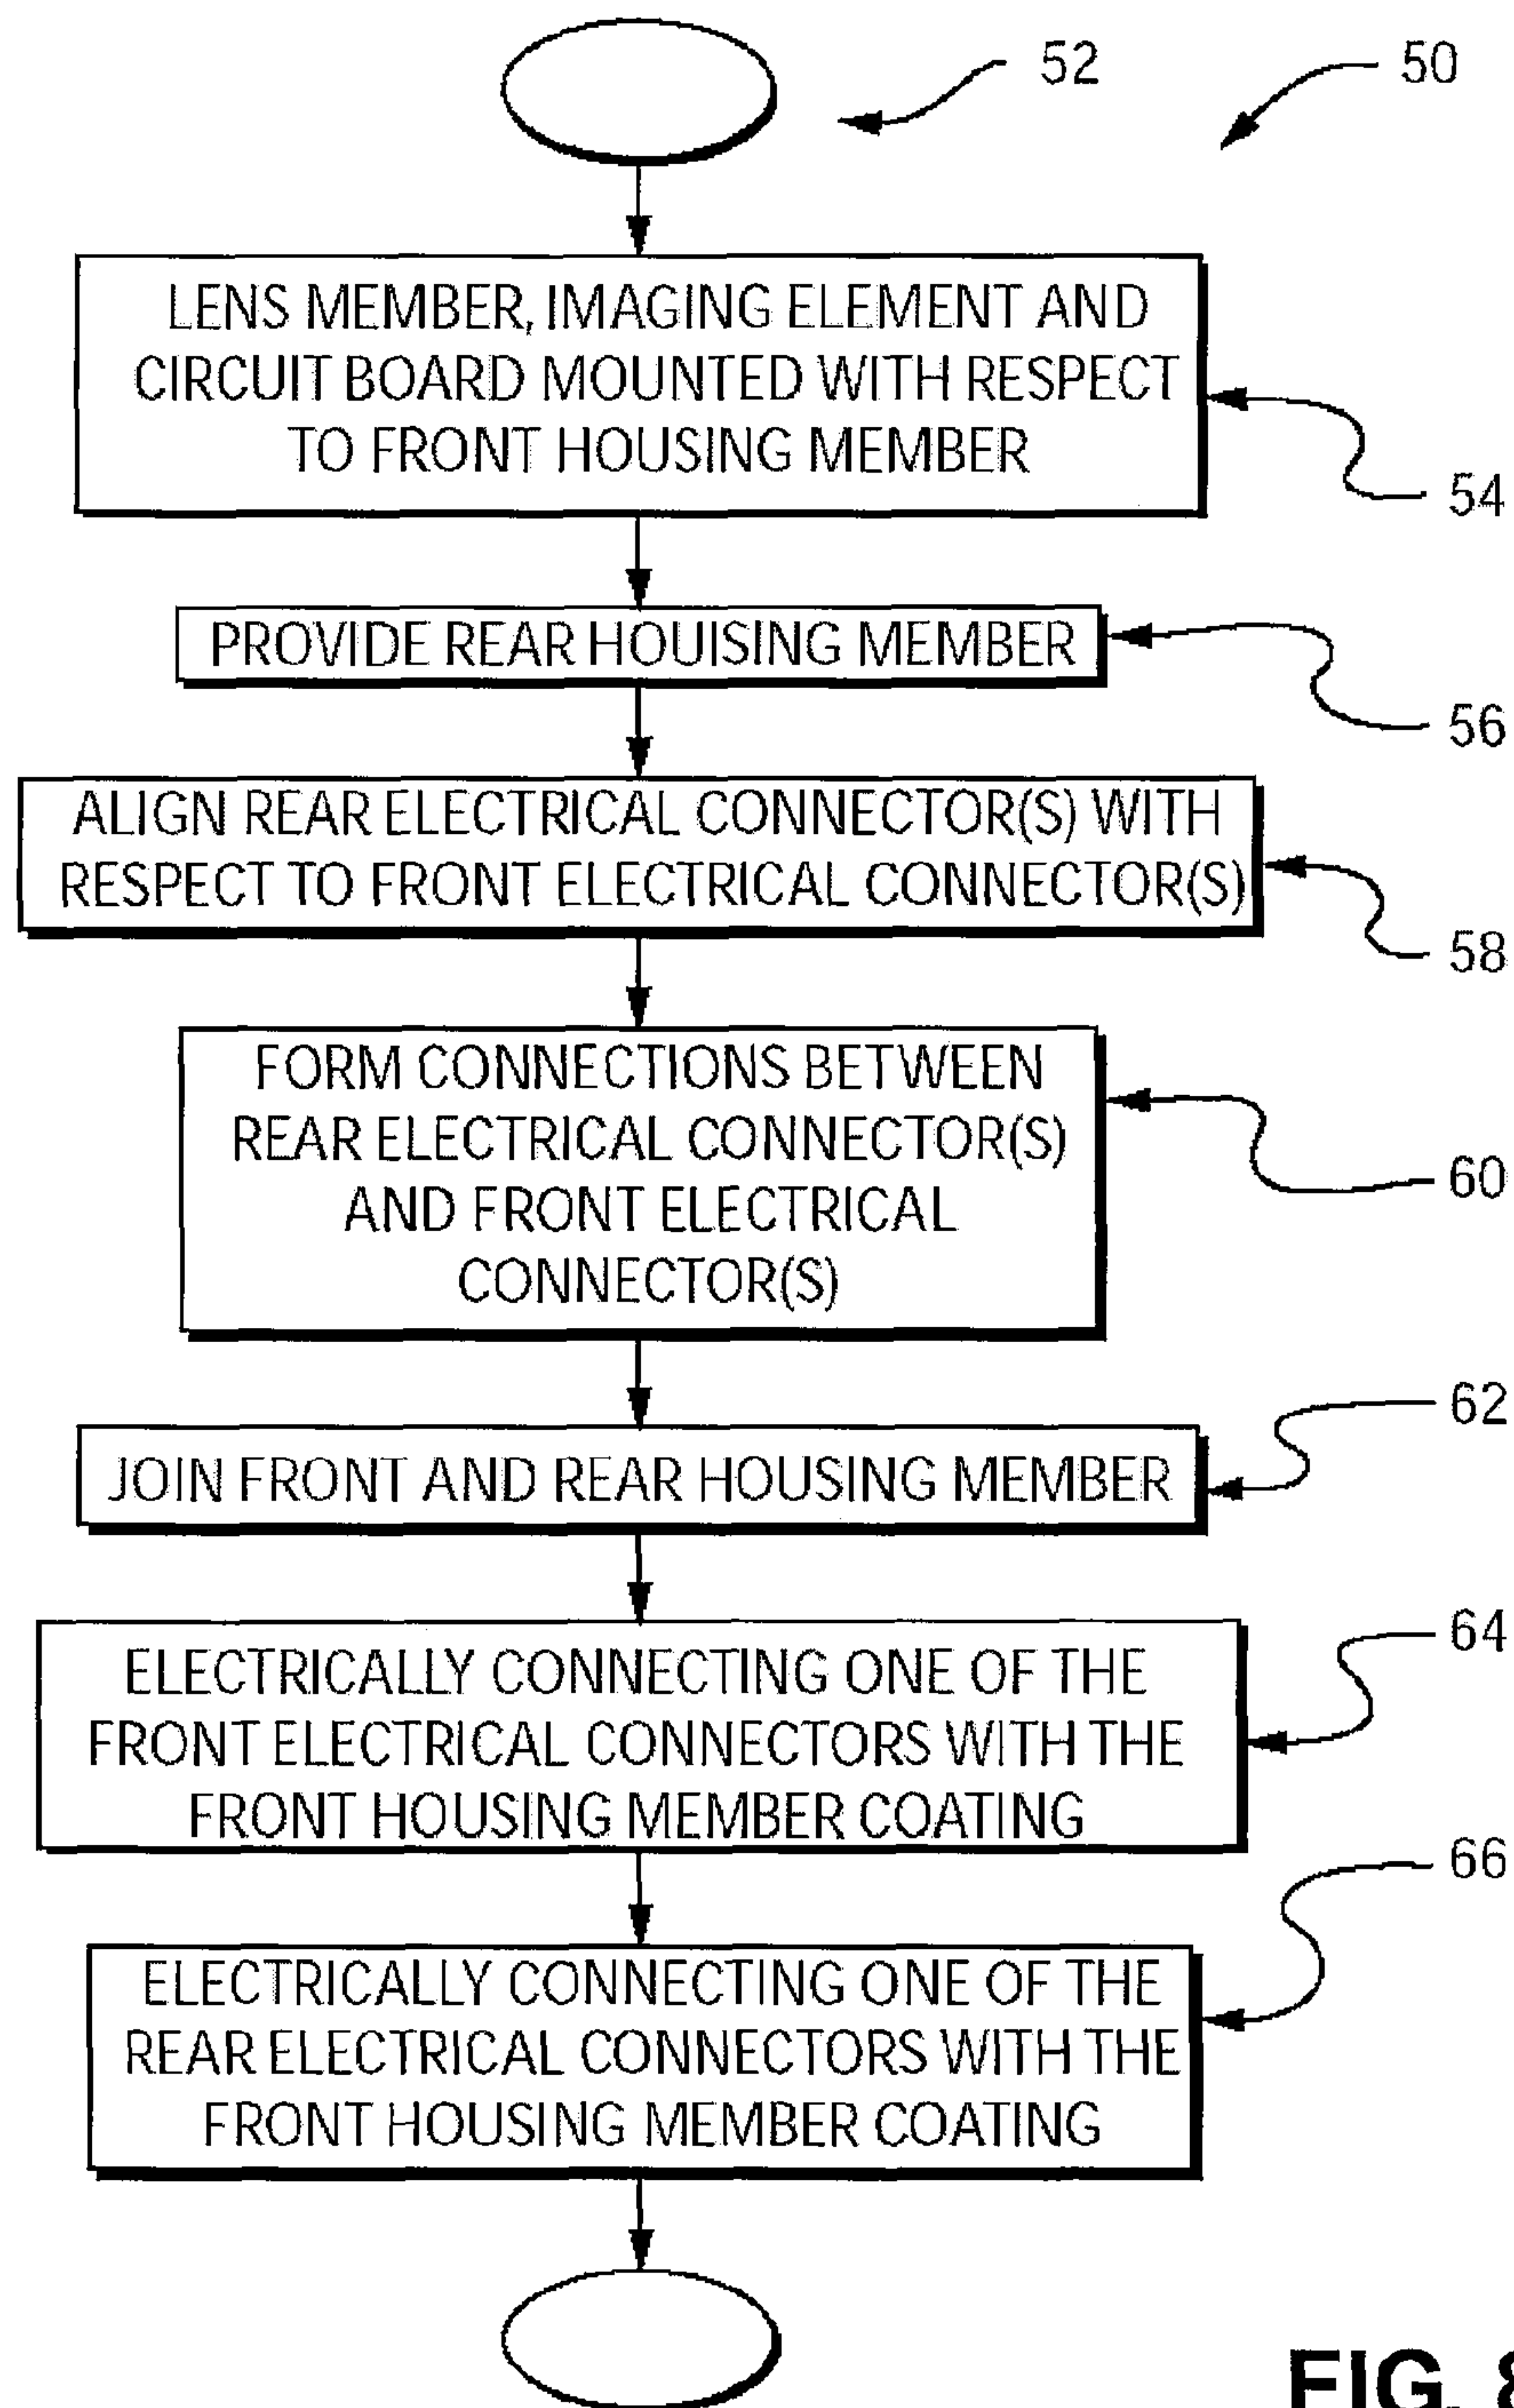 52
50
LENS MEMBER, IMAGING ELEMENT AND
CIRCUIT BOARD MOUNTED WITH RESPECT
TO FRONT HOUSING MEMBER
54
PROVIDE REAR HOUISING MEMBER
56
ALIGN REAR ELECTRICAL CONNECTOR(S) WITH
RESPECT TO FRONT ELECTRICAL CONNECTOR(S)
58
FORM CONNECTIONS BETWEEN
REAR ELECTRICAL CONNECTOR(S)
AND FRONT ELECTRICAL
CONNECTOR(S)
60
JOIN FRONT AND REAR HOUSING MEMBER
62
ELECTRICALLY CONNECTING ONE OF THE
FRONT ELECTRICAL CONNECTORS WITH THE
FRONT HOUSING MEMBER COATING
64
ELECTRICALLY CONNECTING ONE OF THE
REAR ELECTRICAL CONNECTORS WITH THE
FRONT HOUSING MEMBER COATING
66
FIG. 8